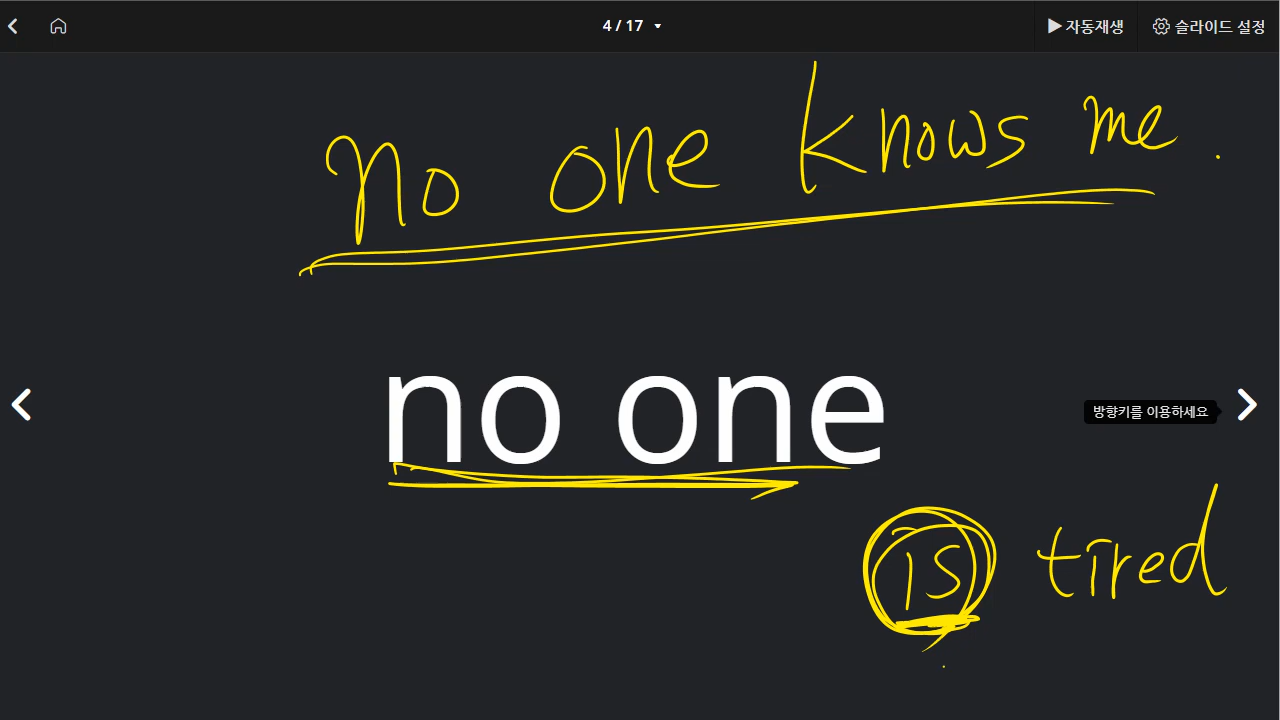 4 / 17
자동재생
슬라이드 설정
no one knows me.
no one
방향키를 이용하세요
is tired